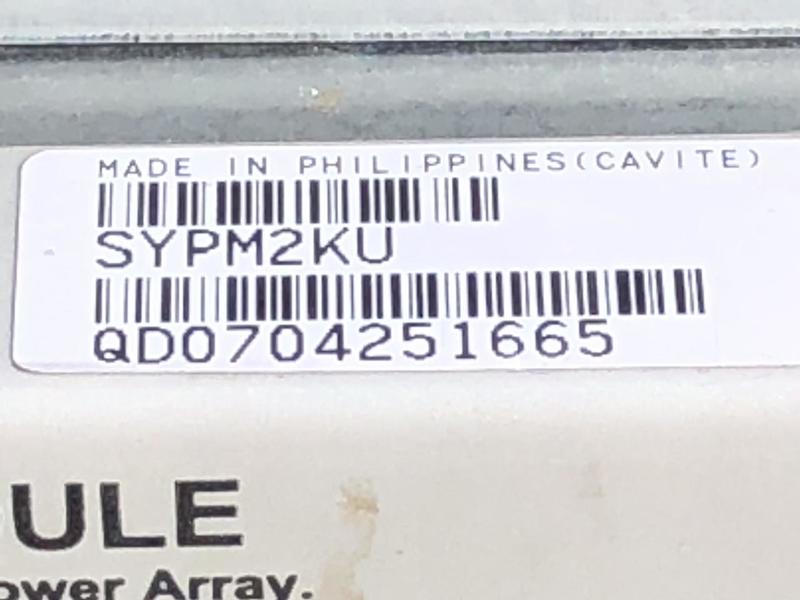 MADE IN PHILIPPINES(CAVITE)
SYPM2KU
QD0704251665
ULE
ower Array.